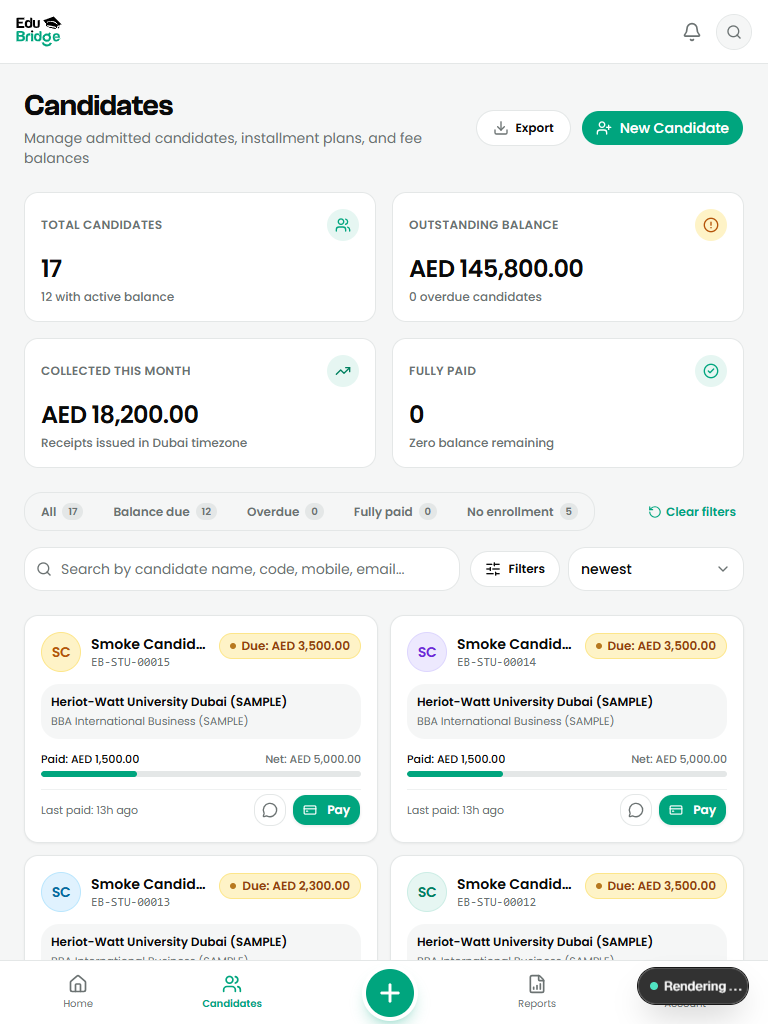 Edu
Bridge
Candidates
Manage admitted candidates, installment plans, and fee
balances
Export
New Candidate
TOTAL CANDIDATES
17
12 with active balance
OUTSTANDING BALANCE
AED 145,800.00
0 overdue candidates
COLLECTED THIS MONTH
AED 18,200.00
Receipts issued in Dubai timezone
FULLY PAID
0
Zero balance remaining
All 17
Balance due 12
Overdue 0
Fully paid 0
No enrollment 5
Clear filters
Search by candidate name, code, mobile, email...
Filters
newest
SC
Smoke Candid...
EB-STU-00015
Due: AED 3,500.00
Heriot-Watt University Dubai (SAMPLE)
BBA International Business (SAMPLE)
Paid: AED 1,500.00
Net: AED 5,000.00
Last paid: 13h ago
Pay
SC
Smoke Candid...
EB-STU-00014
Due: AED 3,500.00
Heriot-Watt University Dubai (SAMPLE)
BBA International Business (SAMPLE)
Paid: AED 1,500.00
Net: AED 5,000.00
Last paid: 13h ago
Pay
SC
Smoke Candid...
EB-STU-00013
Due: AED 2,300.00
Heriot-Watt University Dubai (SAMPLE)
BBA International Business (SAMPLE)
SC
Smoke Candid...
EB-STU-00012
Due: AED 3,500.00
Heriot-Watt University Dubai (SAMPLE)
BBA International Business (SAMPLE)
Home
Candidates
Reports
Account
Rendering ...